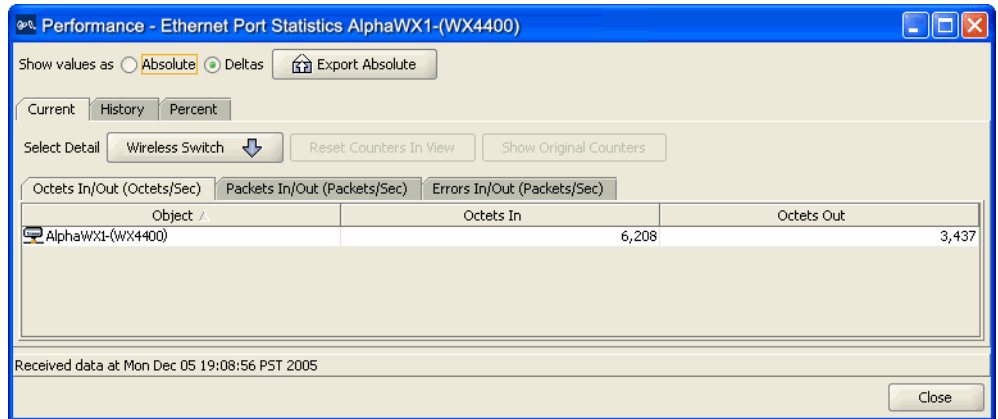 Performance - Ethernet Port Statistics AlphaWX1-(WX4400)
Show values as Absolute Deltas Export Absolute
Current History Percent
Select Detail Wireless Switch Reset Counters In View Show Original Counters
Octets In/Out (Octets/Sec) Packets In/Out (Packets/Sec) Errors In/Out (Packets/Sec)
Object Octets In Octets Out
AlphaWX1-(WX4400) 6,208 3,437
Received data at Mon Dec 05 19:08:56 PST 2005
Close